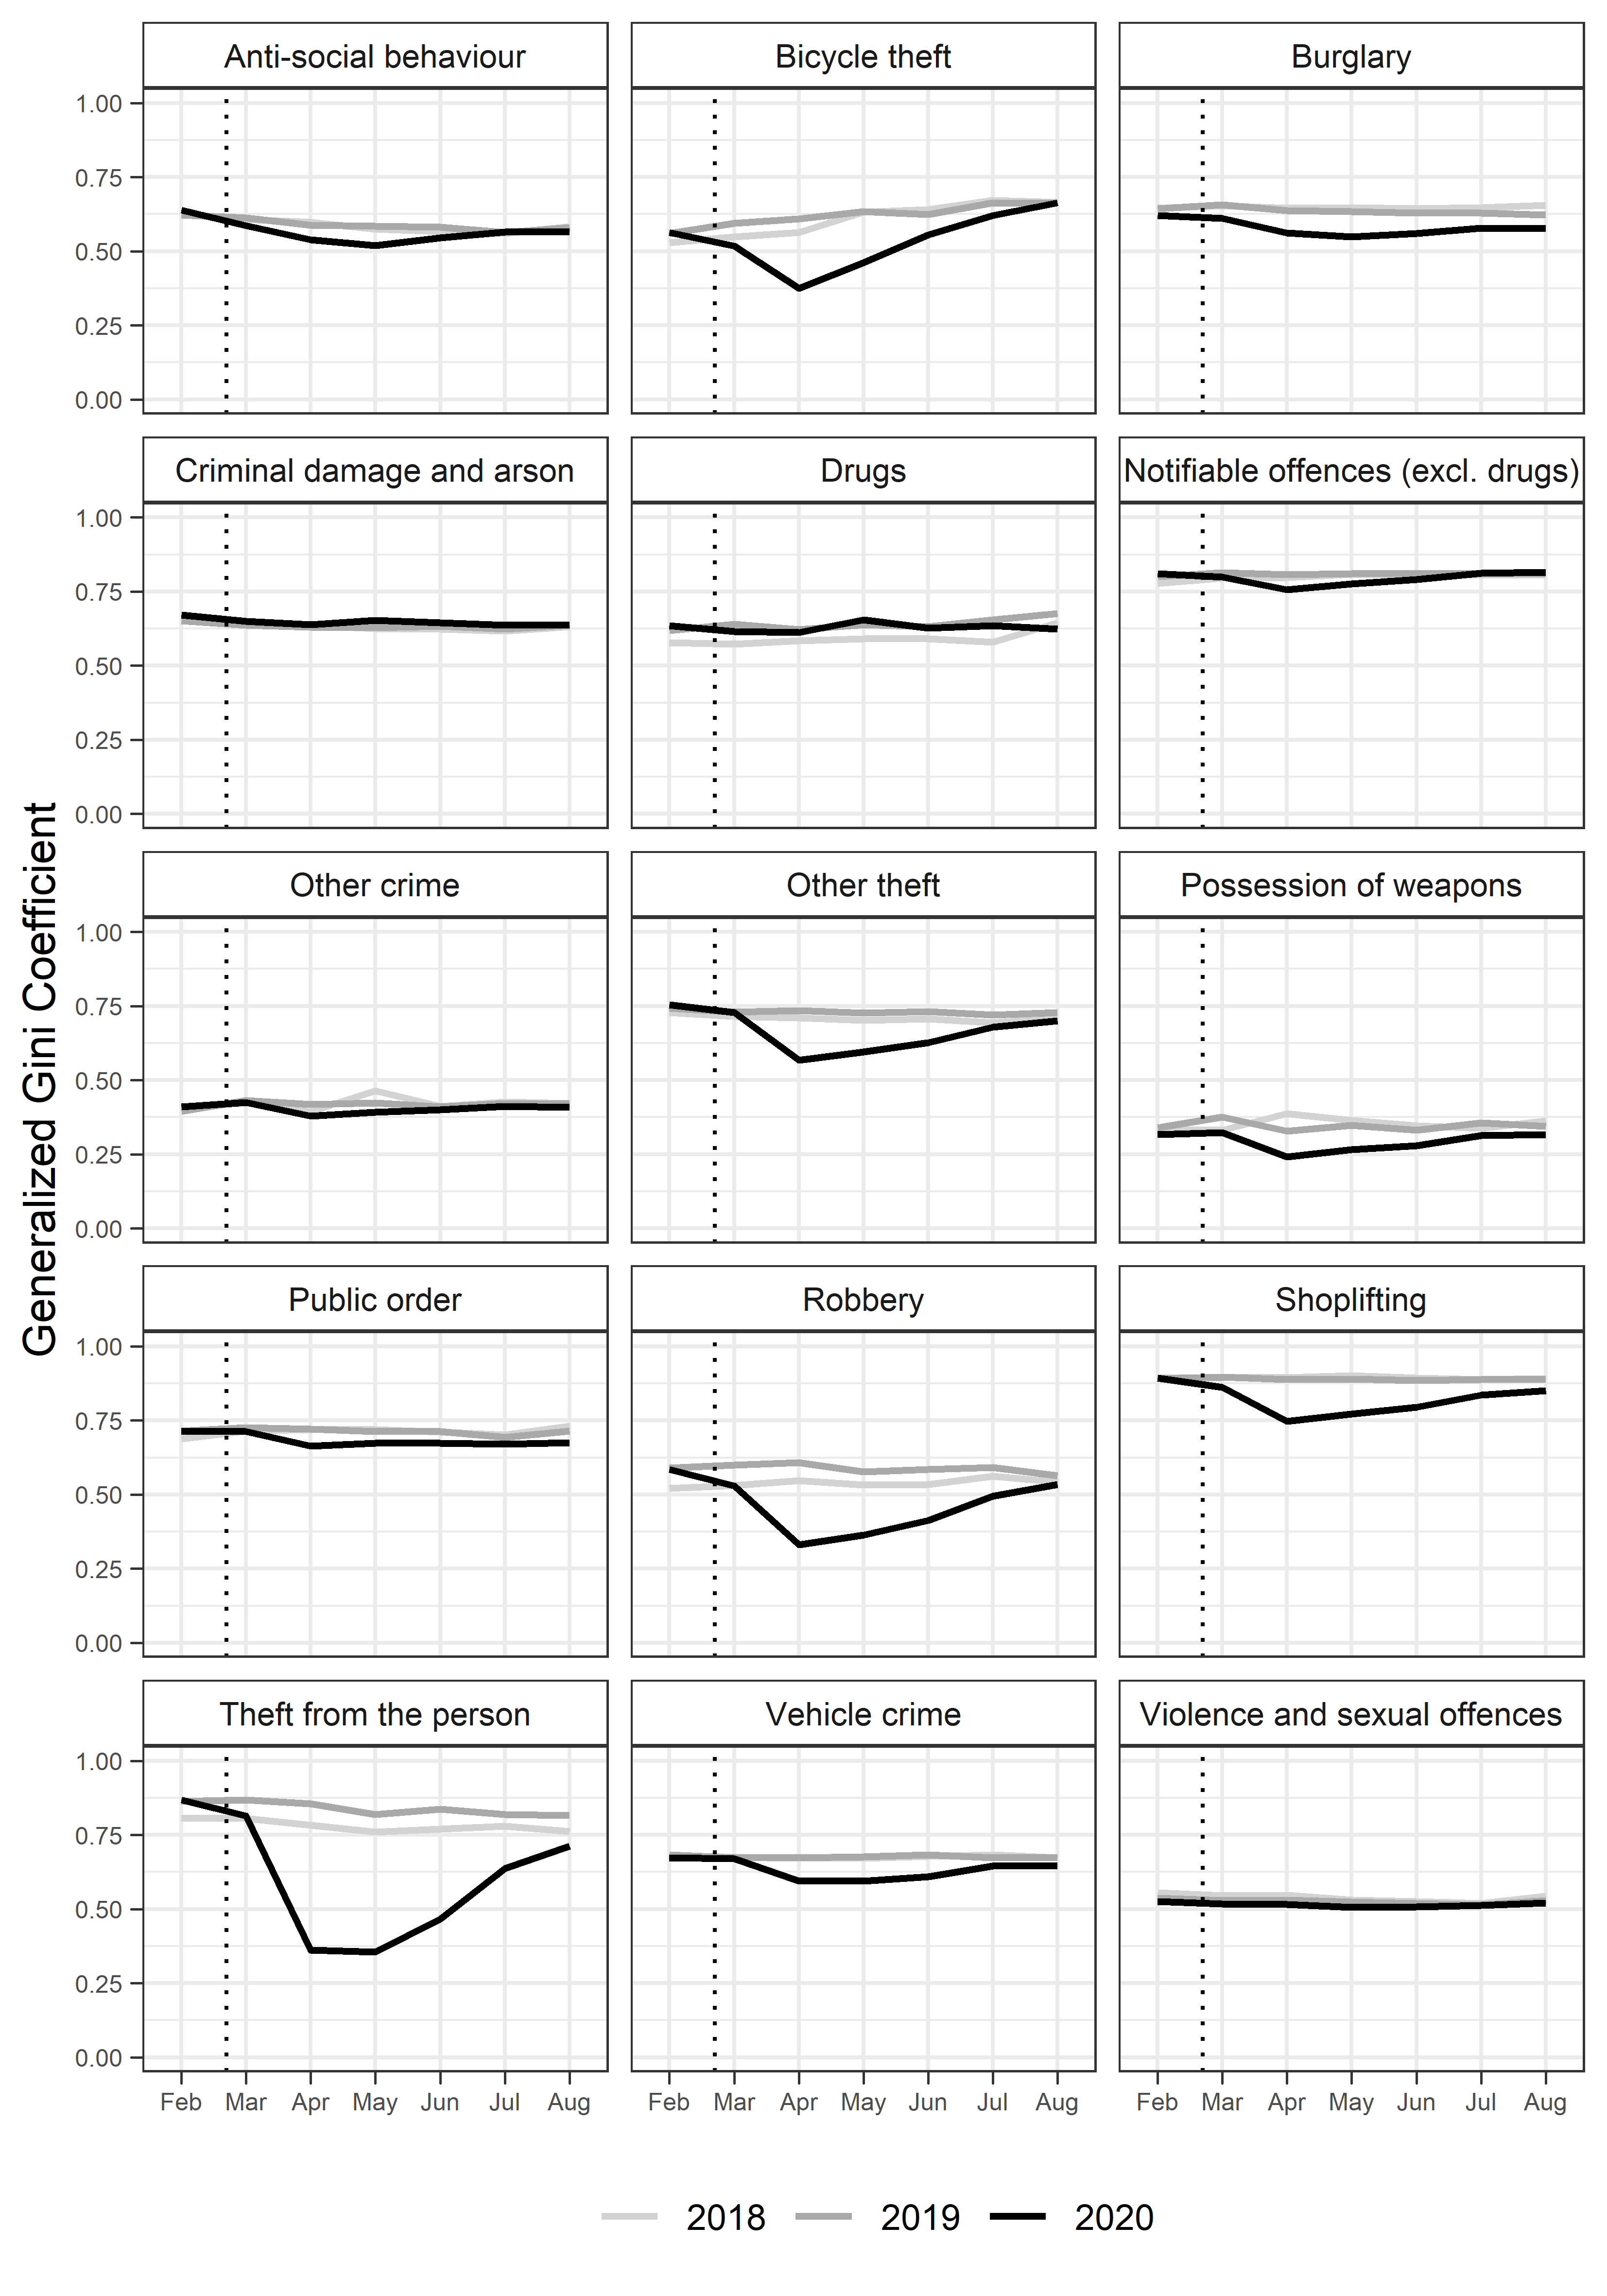 Anti-social behaviour
Bicycle theft
Burglary
1.00
0.75
0.50
0.25
0.00
Criminal damage and arson
Drugs
Notifiable offences (excl. drugs)
1.00
0.75
0.50
0.25
0.00
Generalized Gini Coefficient
Other crime
Other theft
Possession of weapons
1.00
0.75
0.50
0.25
0.00
Public order
Robbery
Shoplifting
1.00
0.75
0.50
0.25
0.00
Theft from the person
Vehicle crime
Violence and sexual offences
1.00
0.75
0.50
0.25
0.00
Feb Mar Apr May Jun Jul Aug
Feb Mar Apr May Jun Jul Aug
Feb Mar Apr May Jun Jul Aug
2018 2019 2020